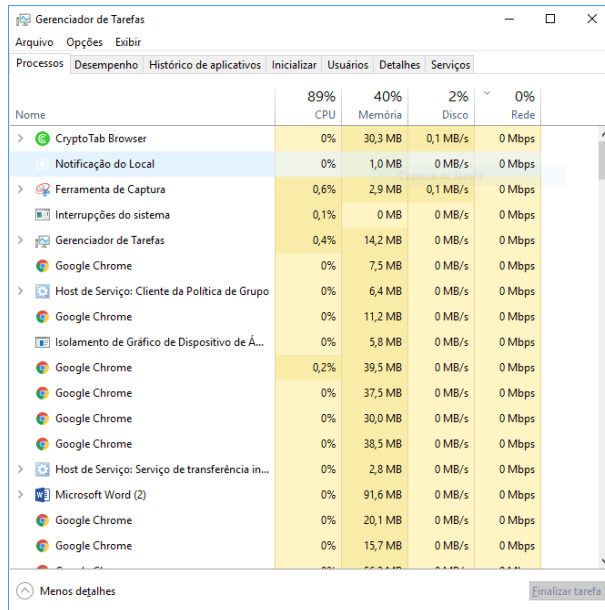 Gerenciador de Tarefas
Arquivo Opções Exibir
Processos Desempenho Histórico de aplicativos Inicializar Usuários Detalhes Serviços
89% 40% 2% 0%
Nome CPU Memória Disco Rede
CryptoTab Browser 0% 30,3 MB 0,1 MB/s 0 Mbps
Notificação do Local 0% 1,0 MB 0 MB/s 0 Mbps
Captura de Janela
Ferramenta de Captura 0,6% 2,9 MB 0,1 MB/s 0 Mbps
Interrupções do sistema 0,1% 0 MB 0 MB/s 0 Mbps
Gerenciador de Tarefas 0,4% 14,2 MB 0 MB/s 0 Mbps
Google Chrome 0% 7,5 MB 0 MB/s 0 Mbps
Host de Serviço: Cliente da Política de Grupo 0% 6,4 MB 0 MB/s 0 Mbps
Google Chrome 0% 11,2 MB 0 MB/s 0 Mbps
Isolamento de Gráfico de Dispositivo de Á... 0% 5,8 MB 0 MB/s 0 Mbps
Google Chrome 0,2% 39,5 MB 0 MB/s 0 Mbps
Google Chrome 0% 37,5 MB 0 MB/s 0 Mbps
Google Chrome 0% 30,0 MB 0 MB/s 0 Mbps
Google Chrome 0% 38,5 MB 0 MB/s 0 Mbps
Host de Serviço: Serviço de transferência in... 0% 2,8 MB 0 MB/s 0 Mbps
Microsoft Word (2) 0% 91,6 MB 0 MB/s 0 Mbps
Google Chrome 0% 20,1 MB 0 MB/s 0 Mbps
Google Chrome 0% 15,7 MB 0 MB/s 0 Mbps
Menos detalhes Finalizar tarefa